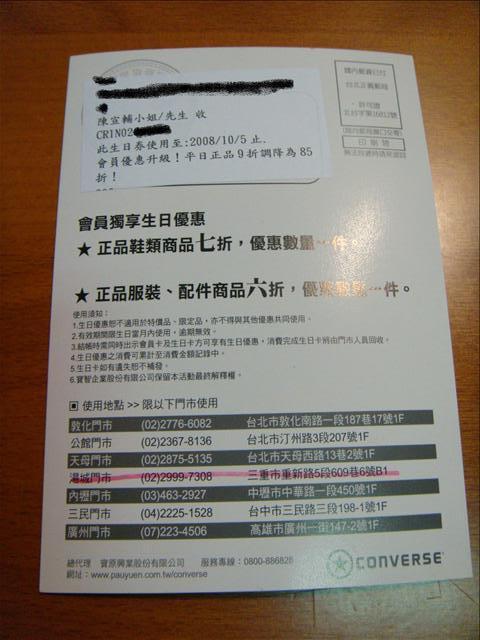 國內郵資已付
台北正義郵局
許可證
北台字第16012號
印刷物
陳宣輔小姐/先生 收
CR1N02
此生日券使用至:2008/10/5 止.
會員優惠升級！平日正品9折調降為85
折！
會員獨享生日優惠
★ 正品鞋類商品七折，優惠數量一件。
★ 正品服裝、配件商品六折，優惠數量一件。
使用須知：
1.生日優惠恕不適用於特價品、限定品，亦不得與其他優惠共同使用。
2.有效期間限生日當月內使用，逾期無效。
3.結帳時需同時出示會員卡及生日卡方可享有生日優惠，消費完成生日卡將由門市人員回收。
4.生日優惠之消費可累計至消費金額記錄中。
5.生日卡如有遺失恕不補發。
6.寶智企業股份有限公司保留本活動最終解釋權。
使用地點 >> 限以下門市使用
敦化門市 (02)2776-6082 台北市敦化南路一段187巷17號1F
公館門市 (02)2367-8136 台北市汀州路3段207號1F
天母門市 (02)2875-5135 台北市天母西路13巷2號1F
湯城門市 (02)2999-7308 三重市重新路5段609巷6號B1
內壢門市 (03)463-2927 中壢市中華路一段450號1F
三民門市 (04)2225-1528 台中市三民路三段198-1號1F
廣州門市 (07)223-4506 高雄市廣州一街147-2號1F
總代理 寶原興業股份有限公司 服務專線：0800-886828
網址：www.pauyuen.com.tw/converse
CONVERSE